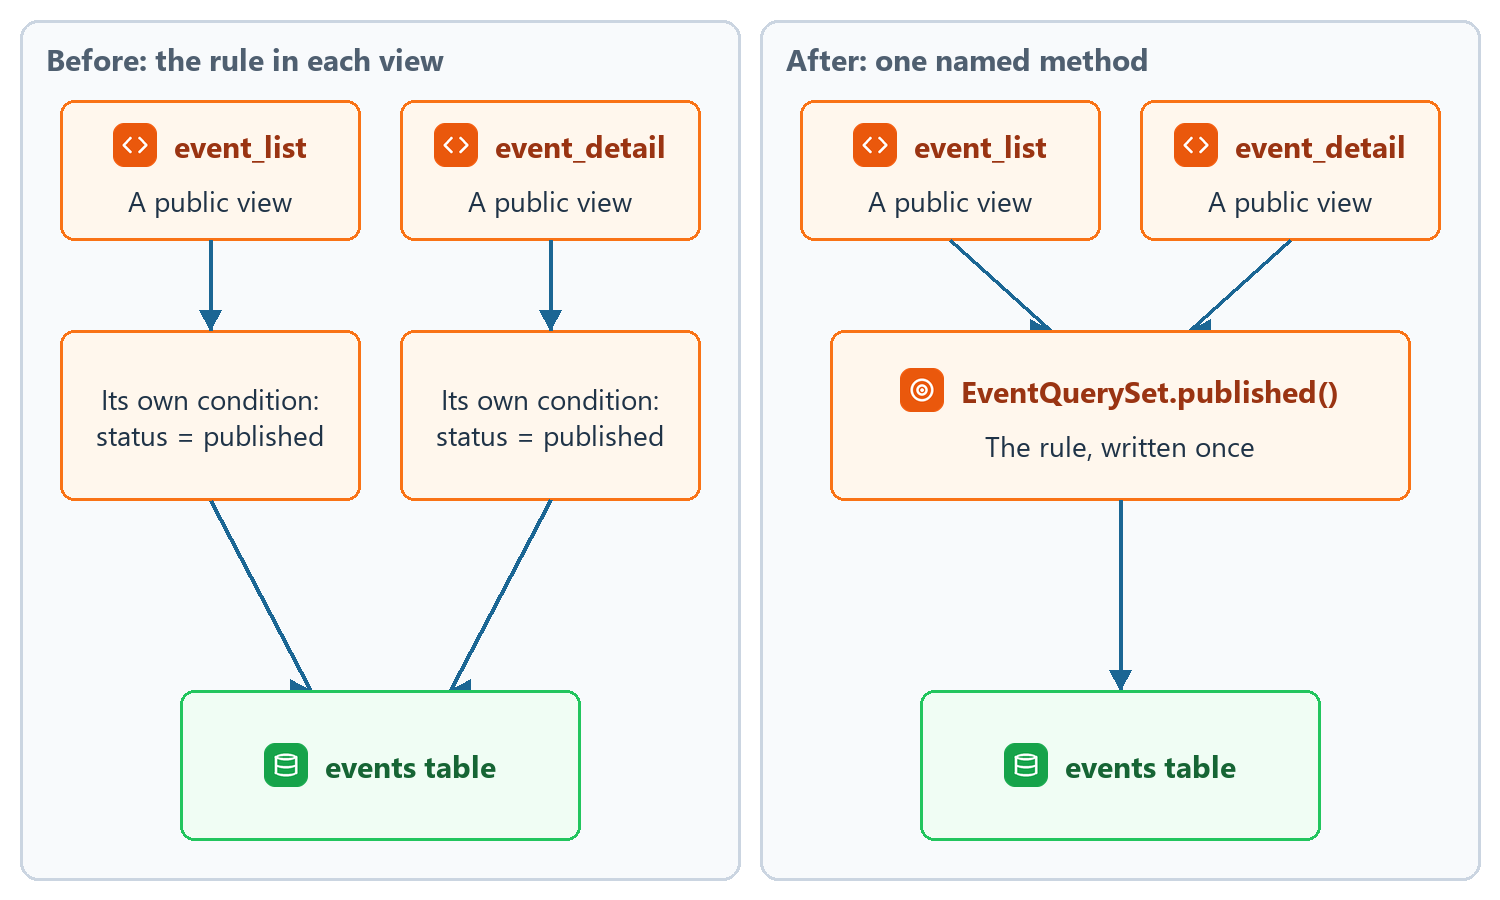 Before: the rule in each view
event_list
A public view
event_detail
A public view
Its own condition:
status = published
Its own condition:
status = published
events table
After: one named method
event_list
A public view
event_detail
A public view
EventQuerySet.published()
The rule, written once
events table